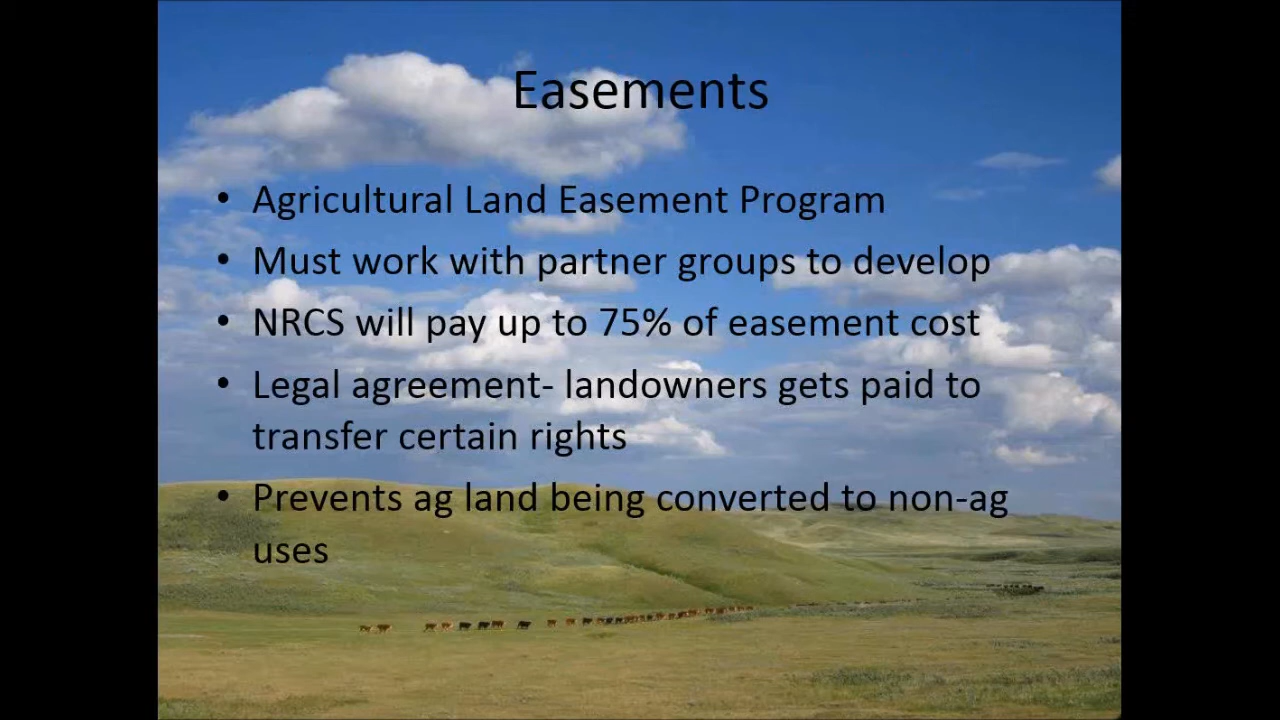 Easements
• Agricultural Land Easement Program
• Must work with partner groups to develop
• NRCS will pay up to 75% of easement cost
• Legal agreement- landowners gets paid to
transfer certain rights
• Prevents ag land being converted to non-ag
uses